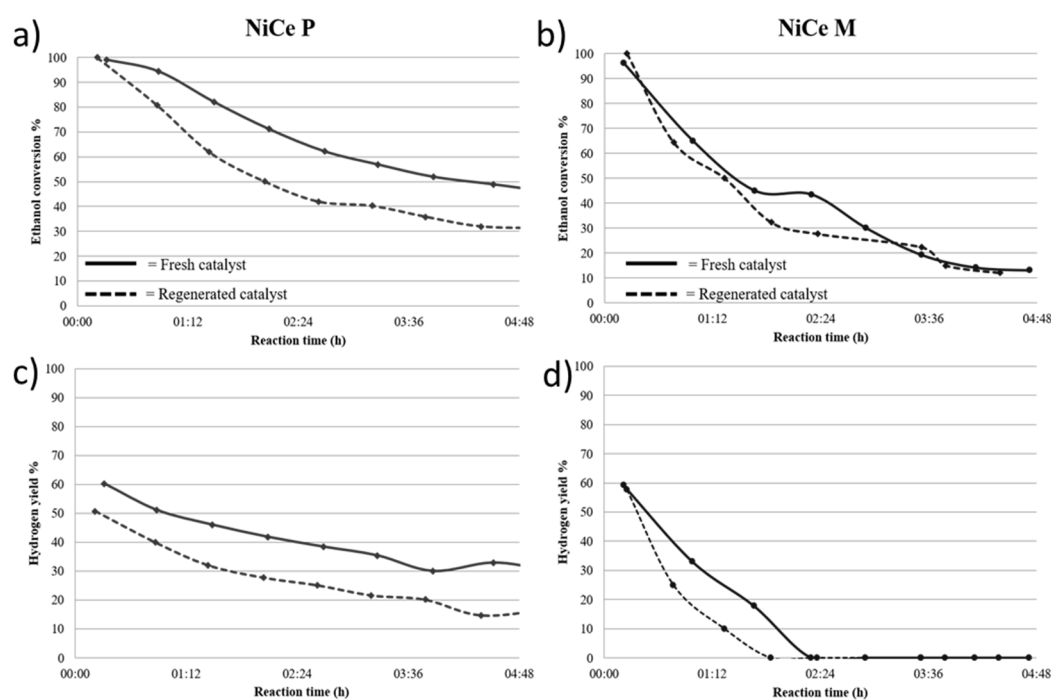 a)
NiCe P
Ethanol conversion %
100
90
80
70
60
50
40
30
20
10
0
= Fresh catalyst
= Regenerated catalyst
00:00 01:12 02:24 03:36 04:48
Reaction time (h)
b)
NiCe M
Ethanol conversion %
100
90
80
70
60
50
40
30
20
10
0
= Fresh catalyst
= Regenerated catalyst
00:00 01:12 02:24 03:36 04:48
Reaction time (h)
c)
Hydrogen yield %
100
90
80
70
60
50
40
30
20
10
0
00:00 01:12 02:24 03:36 04:48
Reaction time (h)
d)
Hydrogen yield %
100
90
80
70
60
50
40
30
20
10
0
00:00 01:12 02:24 03:36 04:48
Reaction time (h)